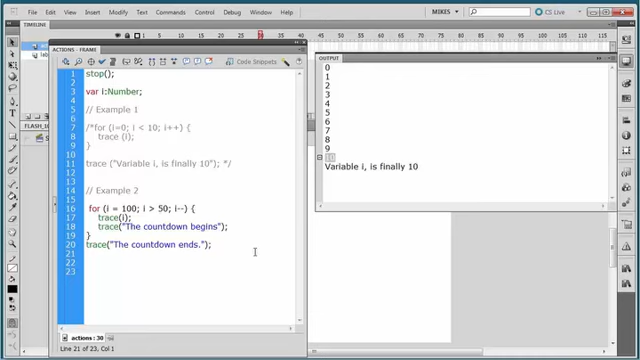 File Edit View Insert Modify Text Commands Control Debug Window Help MIKES CS Live
TIMELINE
ACTIONS - FRAME
Code Snippets
1 stop();
2
3 var i:Number;
4
5 // Example 1
6
7 /*for (i=0; i < 10; i++) {
8 trace (i);
9 }
10
11 trace ("Variable i, is finally 10"); */
12
13
14 // Example 2
15
16 for (i = 100; i > 50; i--) {
17 trace(i);
18 trace("The countdown begins");
19 }
20 trace("The countdown ends.");
21
22
23
actions : 30
Line 21 of 23, Col 1
OUTPUT
0
1
2
3
4
5
6
7
8
9
Variable i, is finally 10